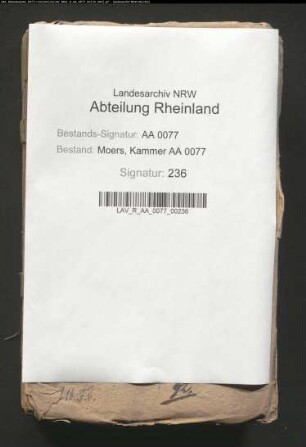 Landesarchiv NRW
Abteilung Rheinland
Bestands-Signatur: AA 0077
Bestand: Moers, Kammer AA 0077
Signatur: 236
LAV_R_AA_0077_00236